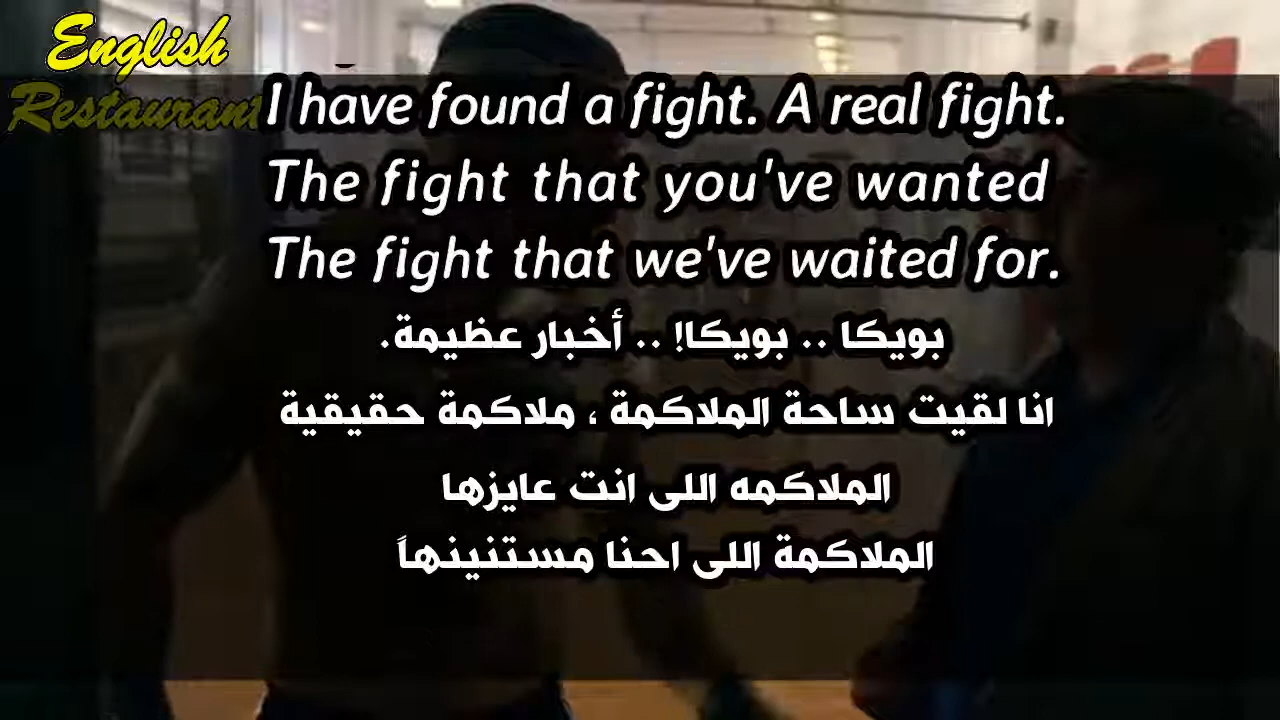 English
Restaurant
I have found a fight. A real fight.
The fight that you've wanted
The fight that we've waited for.
بويكا .. بويكا! .. أخبار عظيمة.
انا لقيت ساحة الملاكمة ، ملاكمة حقيقية
الملاكمه اللى انت عايزها
الملاكمة اللى احنا مستنينهاً